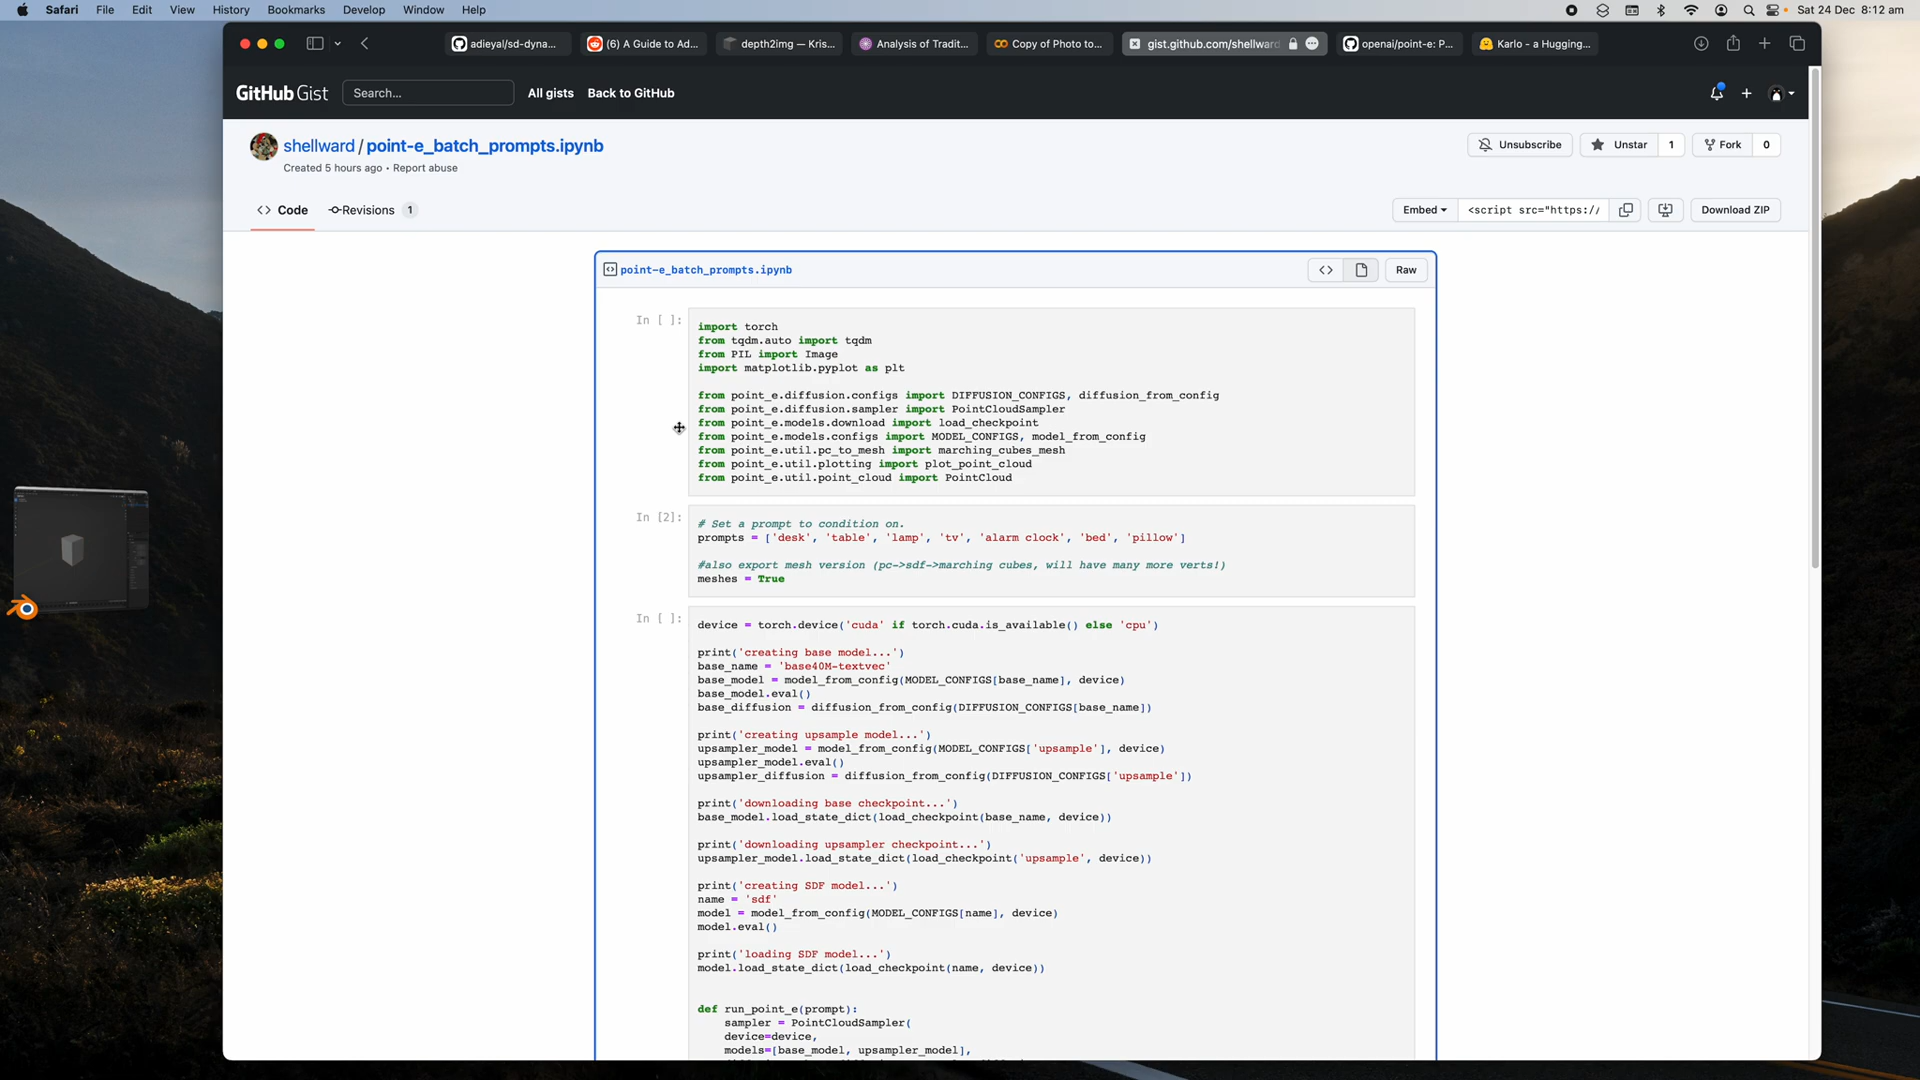 Safari File Edit View History Bookmarks Develop Window Help
Sat 24 Dec 8:12 am
adieyal/sd-dyna...
(6) A Guide to Ad...
depth2img — Kris...
Analysis of Tradit...
Copy of Photo to...
gist.github.com/shellward
openai/point-e: P...
Karlo - a Hugging...
GitHub Gist
Search...
All gists
Back to GitHub
shellward / point-e_batch_prompts.ipynb
Created 5 hours ago • Report abuse
Unsubscribe
Unstar 1
Fork 0
<> Code
Revisions 1
Embed
<script src="https:/
Download ZIP
point-e_batch_prompts.ipynb
<>
Raw
In [ ]:
import torch
from tqdm.auto import tqdm
from PIL import Image
import matplotlib.pyplot as plt
from point_e.diffusion.configs import DIFFUSION_CONFIGS, diffusion_from_config
from point_e.diffusion.sampler import PointCloudSampler
from point_e.models.download import load_checkpoint
from point_e.models.configs import MODEL_CONFIGS, model_from_config
from point_e.util.pc_to_mesh import marching_cubes_mesh
from point_e.util.plotting import plot_point_cloud
from point_e.util.point_cloud import PointCloud
In [2]:
# Set a prompt to condition on.
prompts = ['desk', 'table', 'lamp', 'tv', 'alarm clock', 'bed', 'pillow']
#also export mesh version (pc->sdf->marching cubes, will have many more verts!)
meshes = True
In [ ]:
device = torch.device('cuda' if torch.cuda.is_available() else 'cpu')
print('creating base model...')
base_name = 'base40M-textvec'
base_model = model_from_config(MODEL_CONFIGS[base_name], device)
base_model.eval()
base_diffusion = diffusion_from_config(DIFFUSION_CONFIGS[base_name])
print('creating upsample model...')
upsampler_model = model_from_config(MODEL_CONFIGS['upsample'], device)
upsampler_model.eval()
upsampler_diffusion = diffusion_from_config(DIFFUSION_CONFIGS['upsample'])
print('downloading base checkpoint...')
base_model.load_state_dict(load_checkpoint(base_name, device))
print('downloading upsampler checkpoint...')
upsampler_model.load_state_dict(load_checkpoint('upsample', device))
print('creating SDF model...')
name = 'sdf'
model = model_from_config(MODEL_CONFIGS[name], device)
model.eval()
print('loading SDF model...')
model.load_state_dict(load_checkpoint(name, device))
def run_point_e(prompt):
sampler = PointCloudSampler(
device=device,
models=[base_model, upsampler_model],